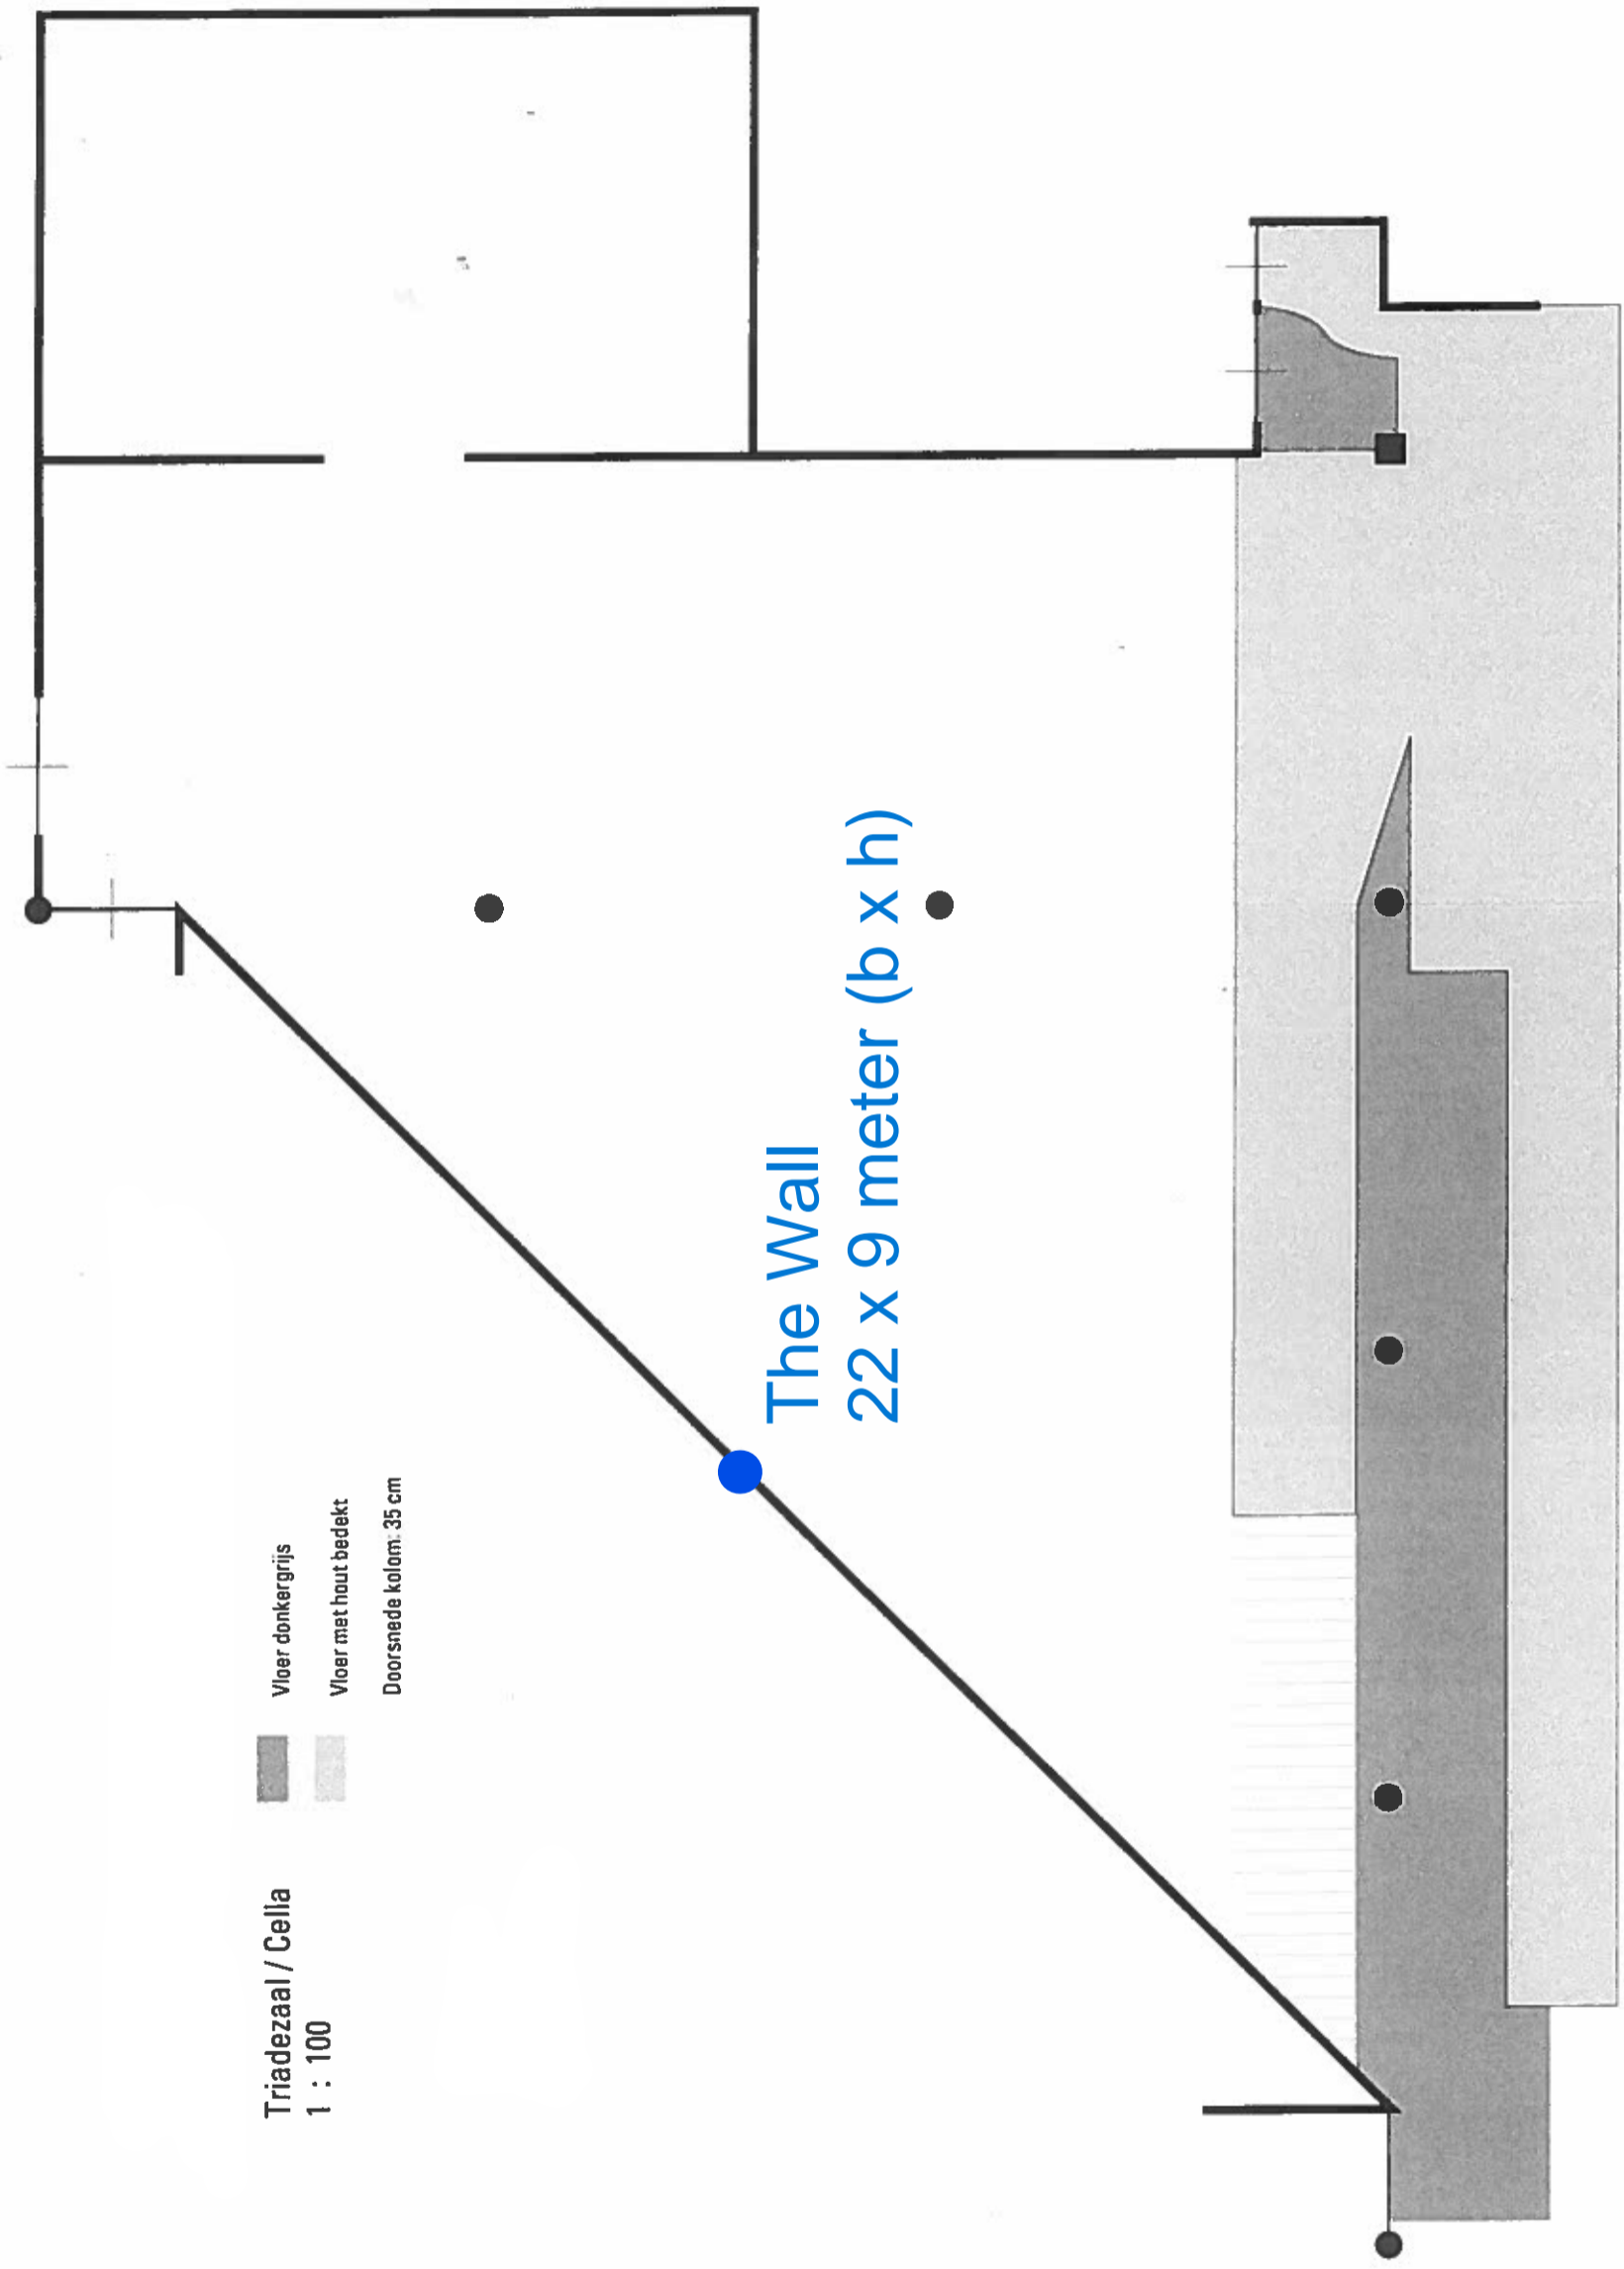 Triadezaal / Cella
1 : 100
Vloer donkergrijs
Vloer met hout bedekt
Doorsnede kolom: 35 cm
The Wall
22 x 9 meter (b x h)